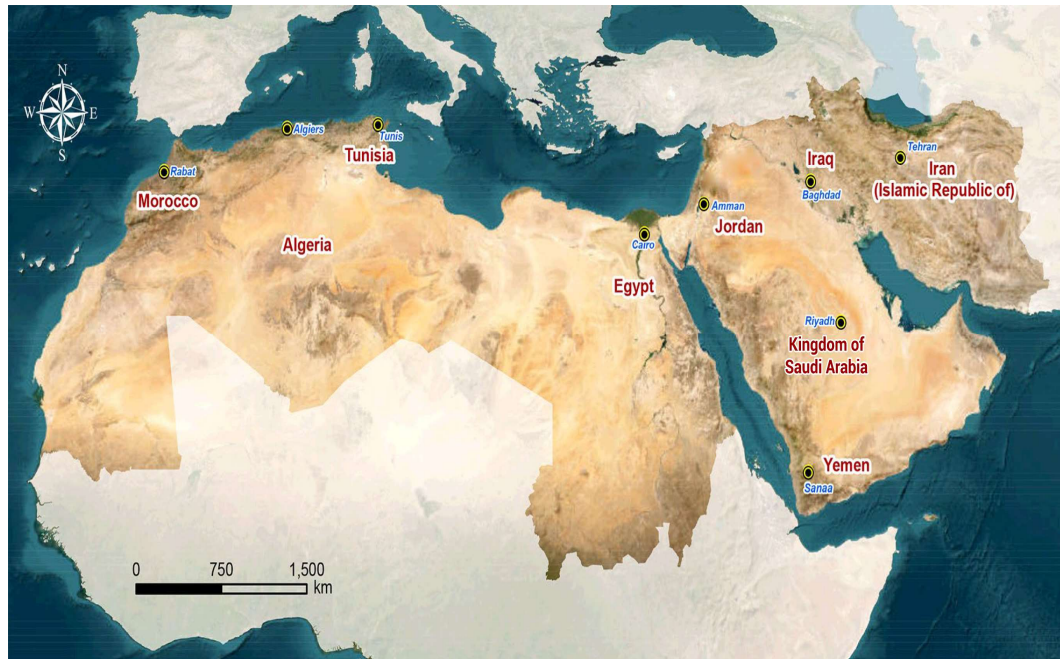 N
W E
S
Algiers
Tunis
Tunisia
Rabat
Morocco
Algeria
Tehran
Iran
(Islamic Republic of)
Iraq
Baghdad
Amman
Jordan
Cairo
Egypt
Riyadh
Kingdom of
Saudi Arabia
Yemen
Sanaa
0 750 1,500
km